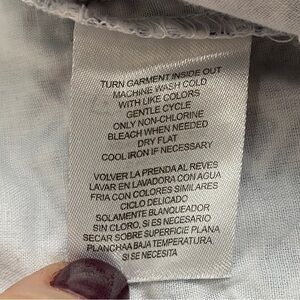 TURN GARMENT INSIDE OUT
MACHINE WASH COLD
WITH LIKE COLORS
GENTLE CYCLE
ONLY NON-CHLORINE
BLEACH WHEN NEEDED
DRY FLAT
COOL IRON IF NECESSARY
VOLVER LA PRENDA AL REVES
LAVAR EN LAVADORA CON AGUA
FRIA CON COLORES SIMILARES
CICLO DELICADO
SOLAMENTE BLANQUEADOR
SIN CLORO, SI ES NECESARIO
SECAR SOBRE SUPERFICIE PLANA
PLANCHA A BAJA TEMPERATURA,
SI SE NECESITA